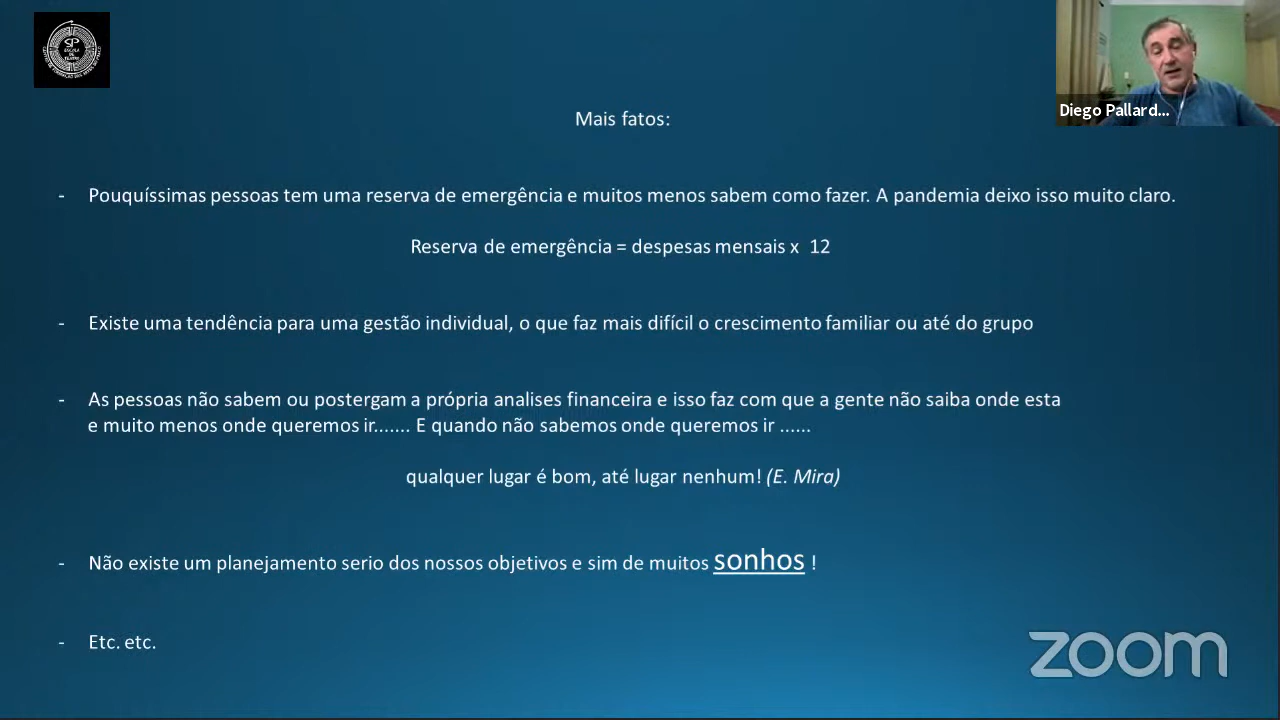 SP
ESCOLA
DE
TEATRO
Diego Pallard...
Mais fatos:
- Pouquíssimas pessoas tem uma reserva de emergência e muitos menos sabem como fazer. A pandemia deixo isso muito claro.
Reserva de emergência = despesas mensais x 12
- Existe uma tendência para uma gestão individual, o que faz mais difícil o crescimento familiar ou até do grupo
- As pessoas não sabem ou postergam a própria analises financeira e isso faz com que a gente não saiba onde esta
e muito menos onde queremos ir....... E quando não sabemos onde queremos ir ......
qualquer lugar é bom, até lugar nenhum! (E. Mira)
- Não existe um planejamento serio dos nossos objetivos e sim de muitos sonhos !
- Etc. etc.
zoom